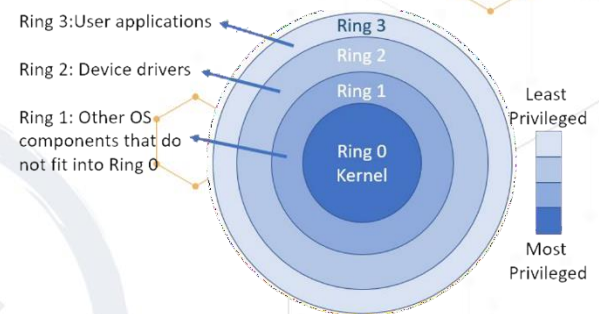 Ring 3:User applications
Ring 2: Device drivers
Ring 1: Other OS
components that do
not fit into Ring 0
Ring 3
Ring 2
Ring 1
Ring 0
Kernel
Least
Privileged
Most
Privileged